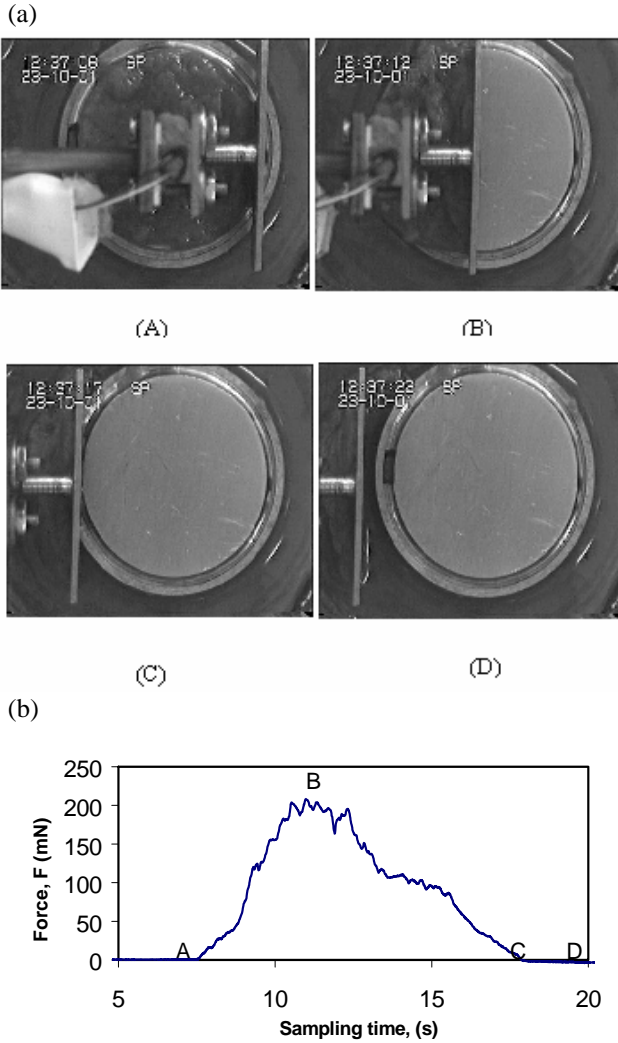 (a)
12:37:08 SP
23-10-01
12:37:12 SP
23-10-01
(A)
(B)
12:37:17 SP
23-10-01
12:37:22 SP
23-10-01
(C)
(D)
(b)
250
200
150
100
50
0
Force, F (mN)
A
B
C
D
5
10
15
20
Sampling time, (s)